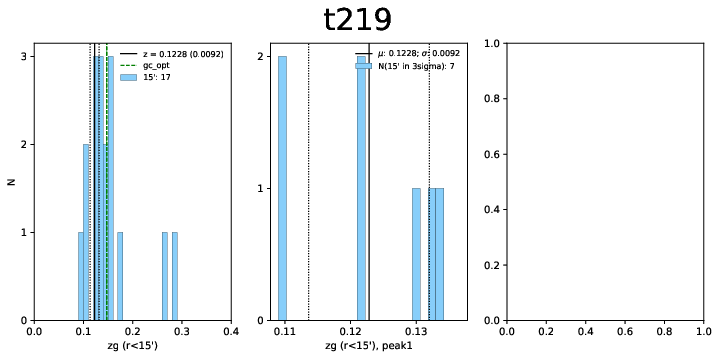 t219
z = 0.1228 (0.0092)
gc_opt
15': 17
N
3
2
1
0
0.0 0.1 0.2 0.3 0.4
zg (r<15')
μ: 0.1228; σ: 0.0092
N(15' in 3sigma): 7
2
1
0
0.11 0.12 0.13
zg (r<15'), peak1
1.0
0.8
0.6
0.4
0.2
0.0
0.0 0.2 0.4 0.6 0.8 1.0